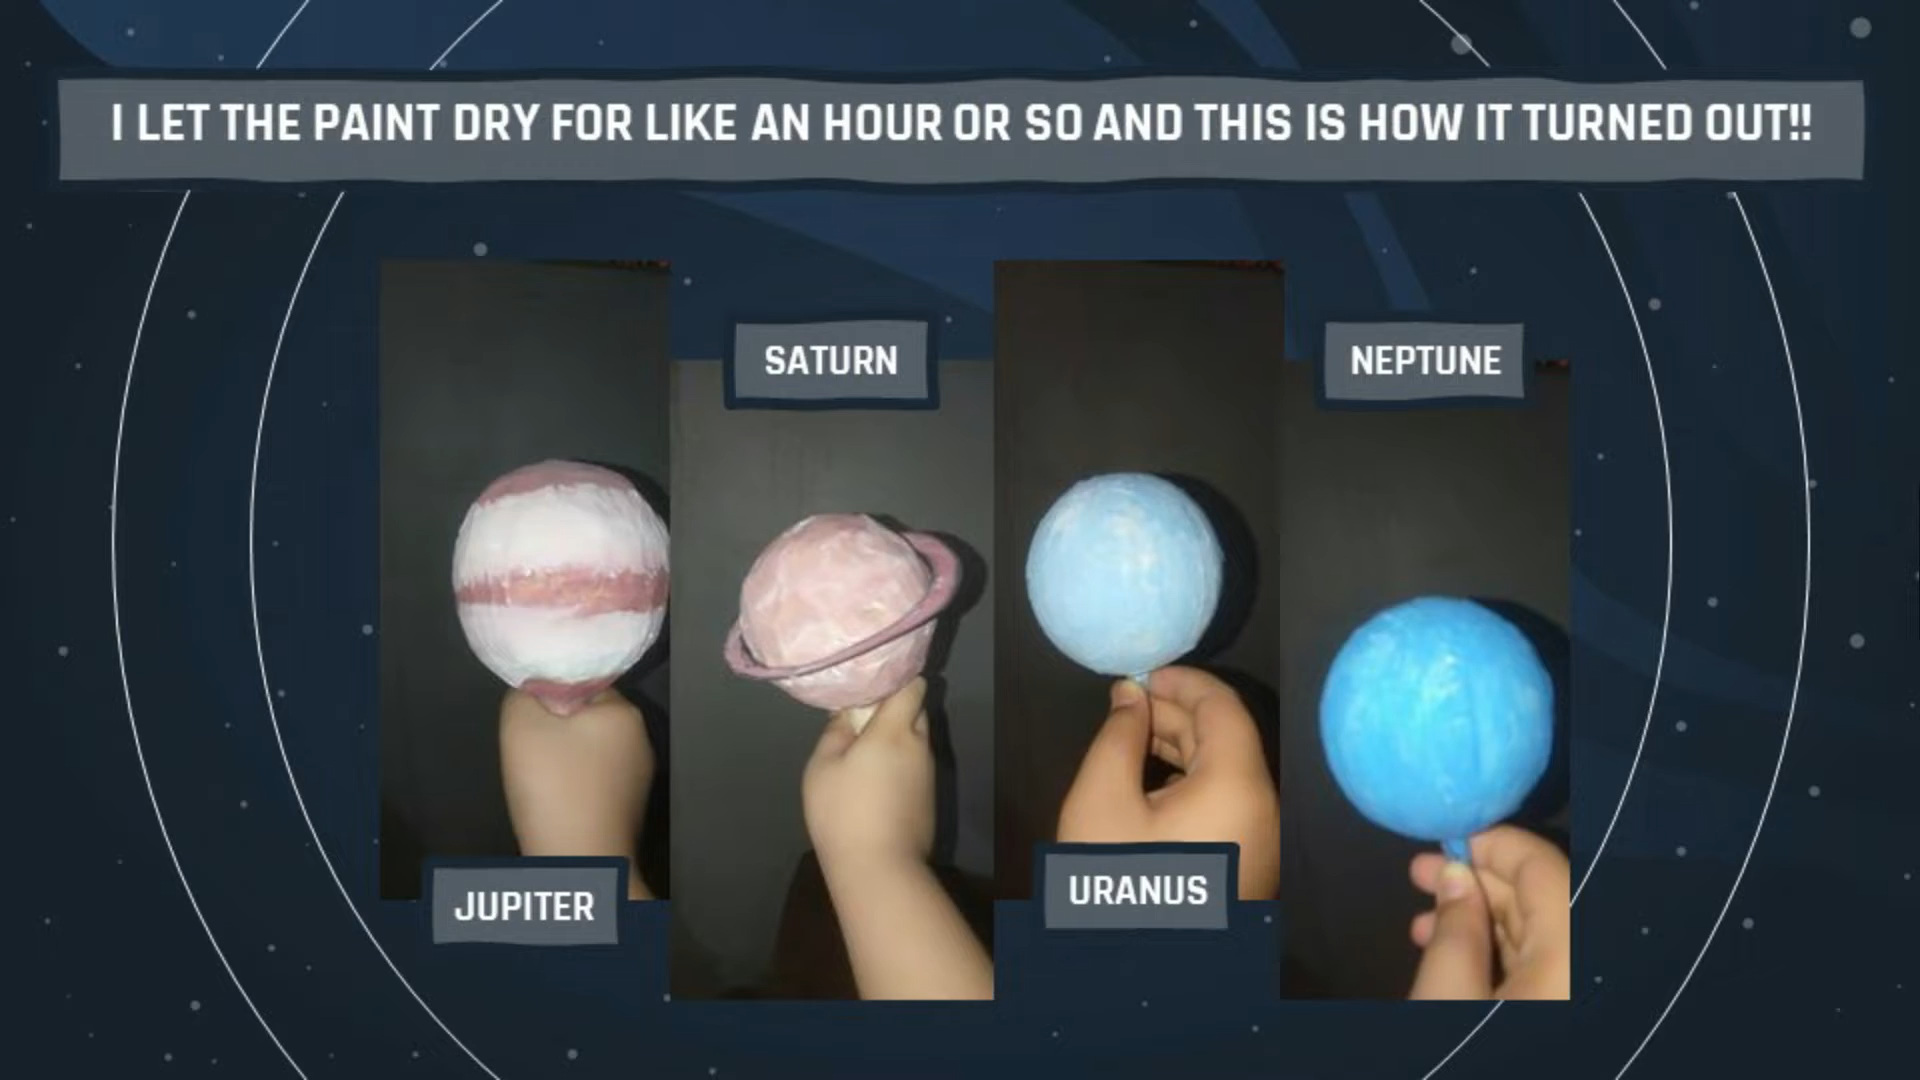 I LET THE PAINT DRY FOR LIKE AN HOUR OR SO AND THIS IS HOW IT TURNED OUT!!
SATURN
NEPTUNE
JUPITER
URANUS